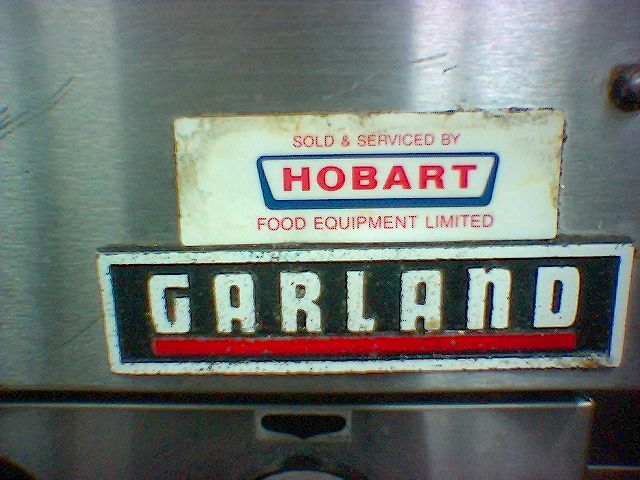 SOLD & SERVICED BY
HOBART
FOOD EQUIPMENT LIMITED
GARLAND